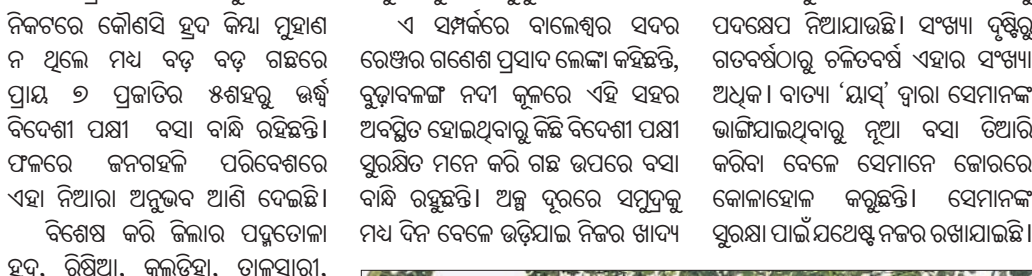 ନିକଟରେ କୌଣସି ହ୍ରଦ କିମ୍ବା ମୁହାଣ
ନ ଥିଲେ ମଧ୍ୟ ବଡ଼ ବଡ଼ ଗଛରେ
ପ୍ରାୟ ୭ ପ୍ରଜାତିର ୫ଶହରୁ ଊର୍ଦ୍ଧ୍ୱ
ବିଦେଶୀ ପକ୍ଷୀ ବସା ବାନ୍ଧି ରହିଛନ୍ତି।
ଫଳରେ ଜନଗହଳି ପରିବେଶରେ
ଏହା ନିଆରା ଅନୁଭବ ଆଣି ଦେଇଛି।
ବିଶେଷ କରି ଜିଲାର ପଦ୍ମତୋଳା
ହ୍ରଦ, ରିଷିଆ, କୁଲଡିହା, ତାଳସାରୀ,
ଏ ସମ୍ପର୍କରେ ବାଲେଶ୍ୱର ସଦର
ରେଞ୍ଜର ଗଣେଶ ପ୍ରସାଦ ଲେଙ୍କା କହିଛନ୍ତି,
ବୁଢ଼ାବଳଙ୍ଗ ନଦୀ କୂଳରେ ଏହି ସହର
ଅବସ୍ଥିତ ହୋଇଥିବାରୁ କିଛି ବିଦେଶୀ ପକ୍ଷୀ
ସୁରକ୍ଷିତ ମନେ କରି ଗଛ ଉପରେ ବସା
ବାନ୍ଧି ରହୁଛନ୍ତି। ଅଳ୍ପ ଦୂରରେ ସମୁଦ୍ରକୁ
ମଧ୍ୟ ଦିନ ବେଳେ ଉଡ଼ିଯାଇ ନିଜର ଖାଦ୍ୟ
ପଦକ୍ଷେପ ନିଆଯାଉଛି। ସଂଖ୍ୟା ଦୃଷ୍ଟିରୁ
ଗତବର୍ଷଠାରୁ ଚଳିତବର୍ଷ ଏହାର ସଂଖ୍ୟା
ଅଧିକ। ବାତ୍ୟା ‘ୟାସ୍’ ଦ୍ୱାରା ସେମାନଙ୍କ
ଭାଙ୍ଗିଯାଇଥିବାରୁ ନୂଆ ବସା ତିଆରି
କରିବା ବେଳେ ସେମାନେ ଜୋରରେ
କୋଳାହୋଳ କରୁଛନ୍ତି। ସେମାନଙ୍କ
ସୁରକ୍ଷା ପାଇଁ ଯଥେଷ୍ଟ ନଜର ରଖାଯାଇଛି।